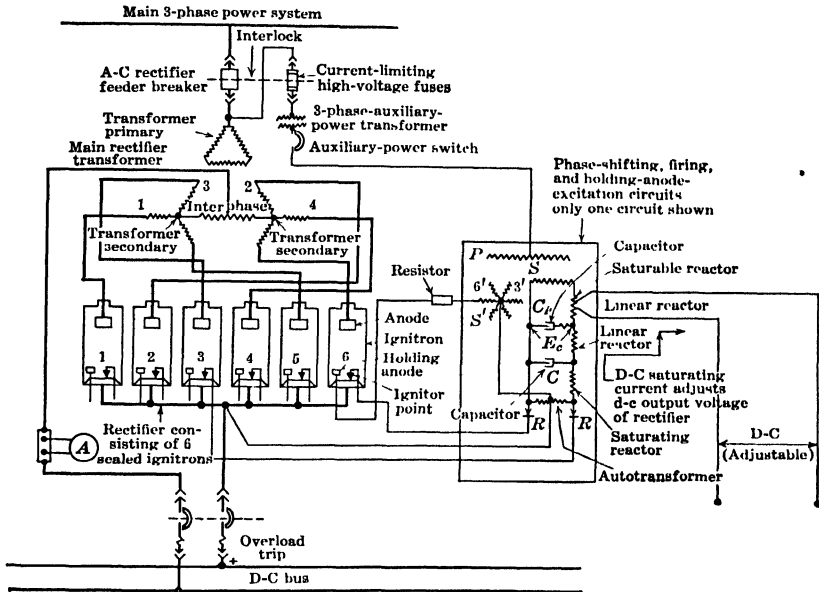 Main 3-phase power system
Interlock
A-C rectifier
feeder breaker
Current-limiting
high-voltage fuses
3-phase-auxiliary-
power transformer
Auxiliary-power switch
Transformer
primary
Main rectifier
transformer
Phase-shifting, firing,
and holding-anode-
excitation circuits
only one circuit shown
3
2
1
Interphase
4
Transformer
secondary
Transformer
secondary
P
S
Capacitor
Saturable reactor
Resistor
6'
3'
S'
Linear reactor
Linear
reactor
E_c
C
Anode
Ignitron
Holding
anode
Ignitor
point
1
2
3
4
5
6
D-C saturating
current adjusts
d-c output voltage
of rectifier
Capacitor
R
R
Saturating
reactor
Autotransformer
D-C
(Adjustable)
Rectifier con-
sisting of 6
sealed ignitrons
A
Overload
trip
+
D-C bus